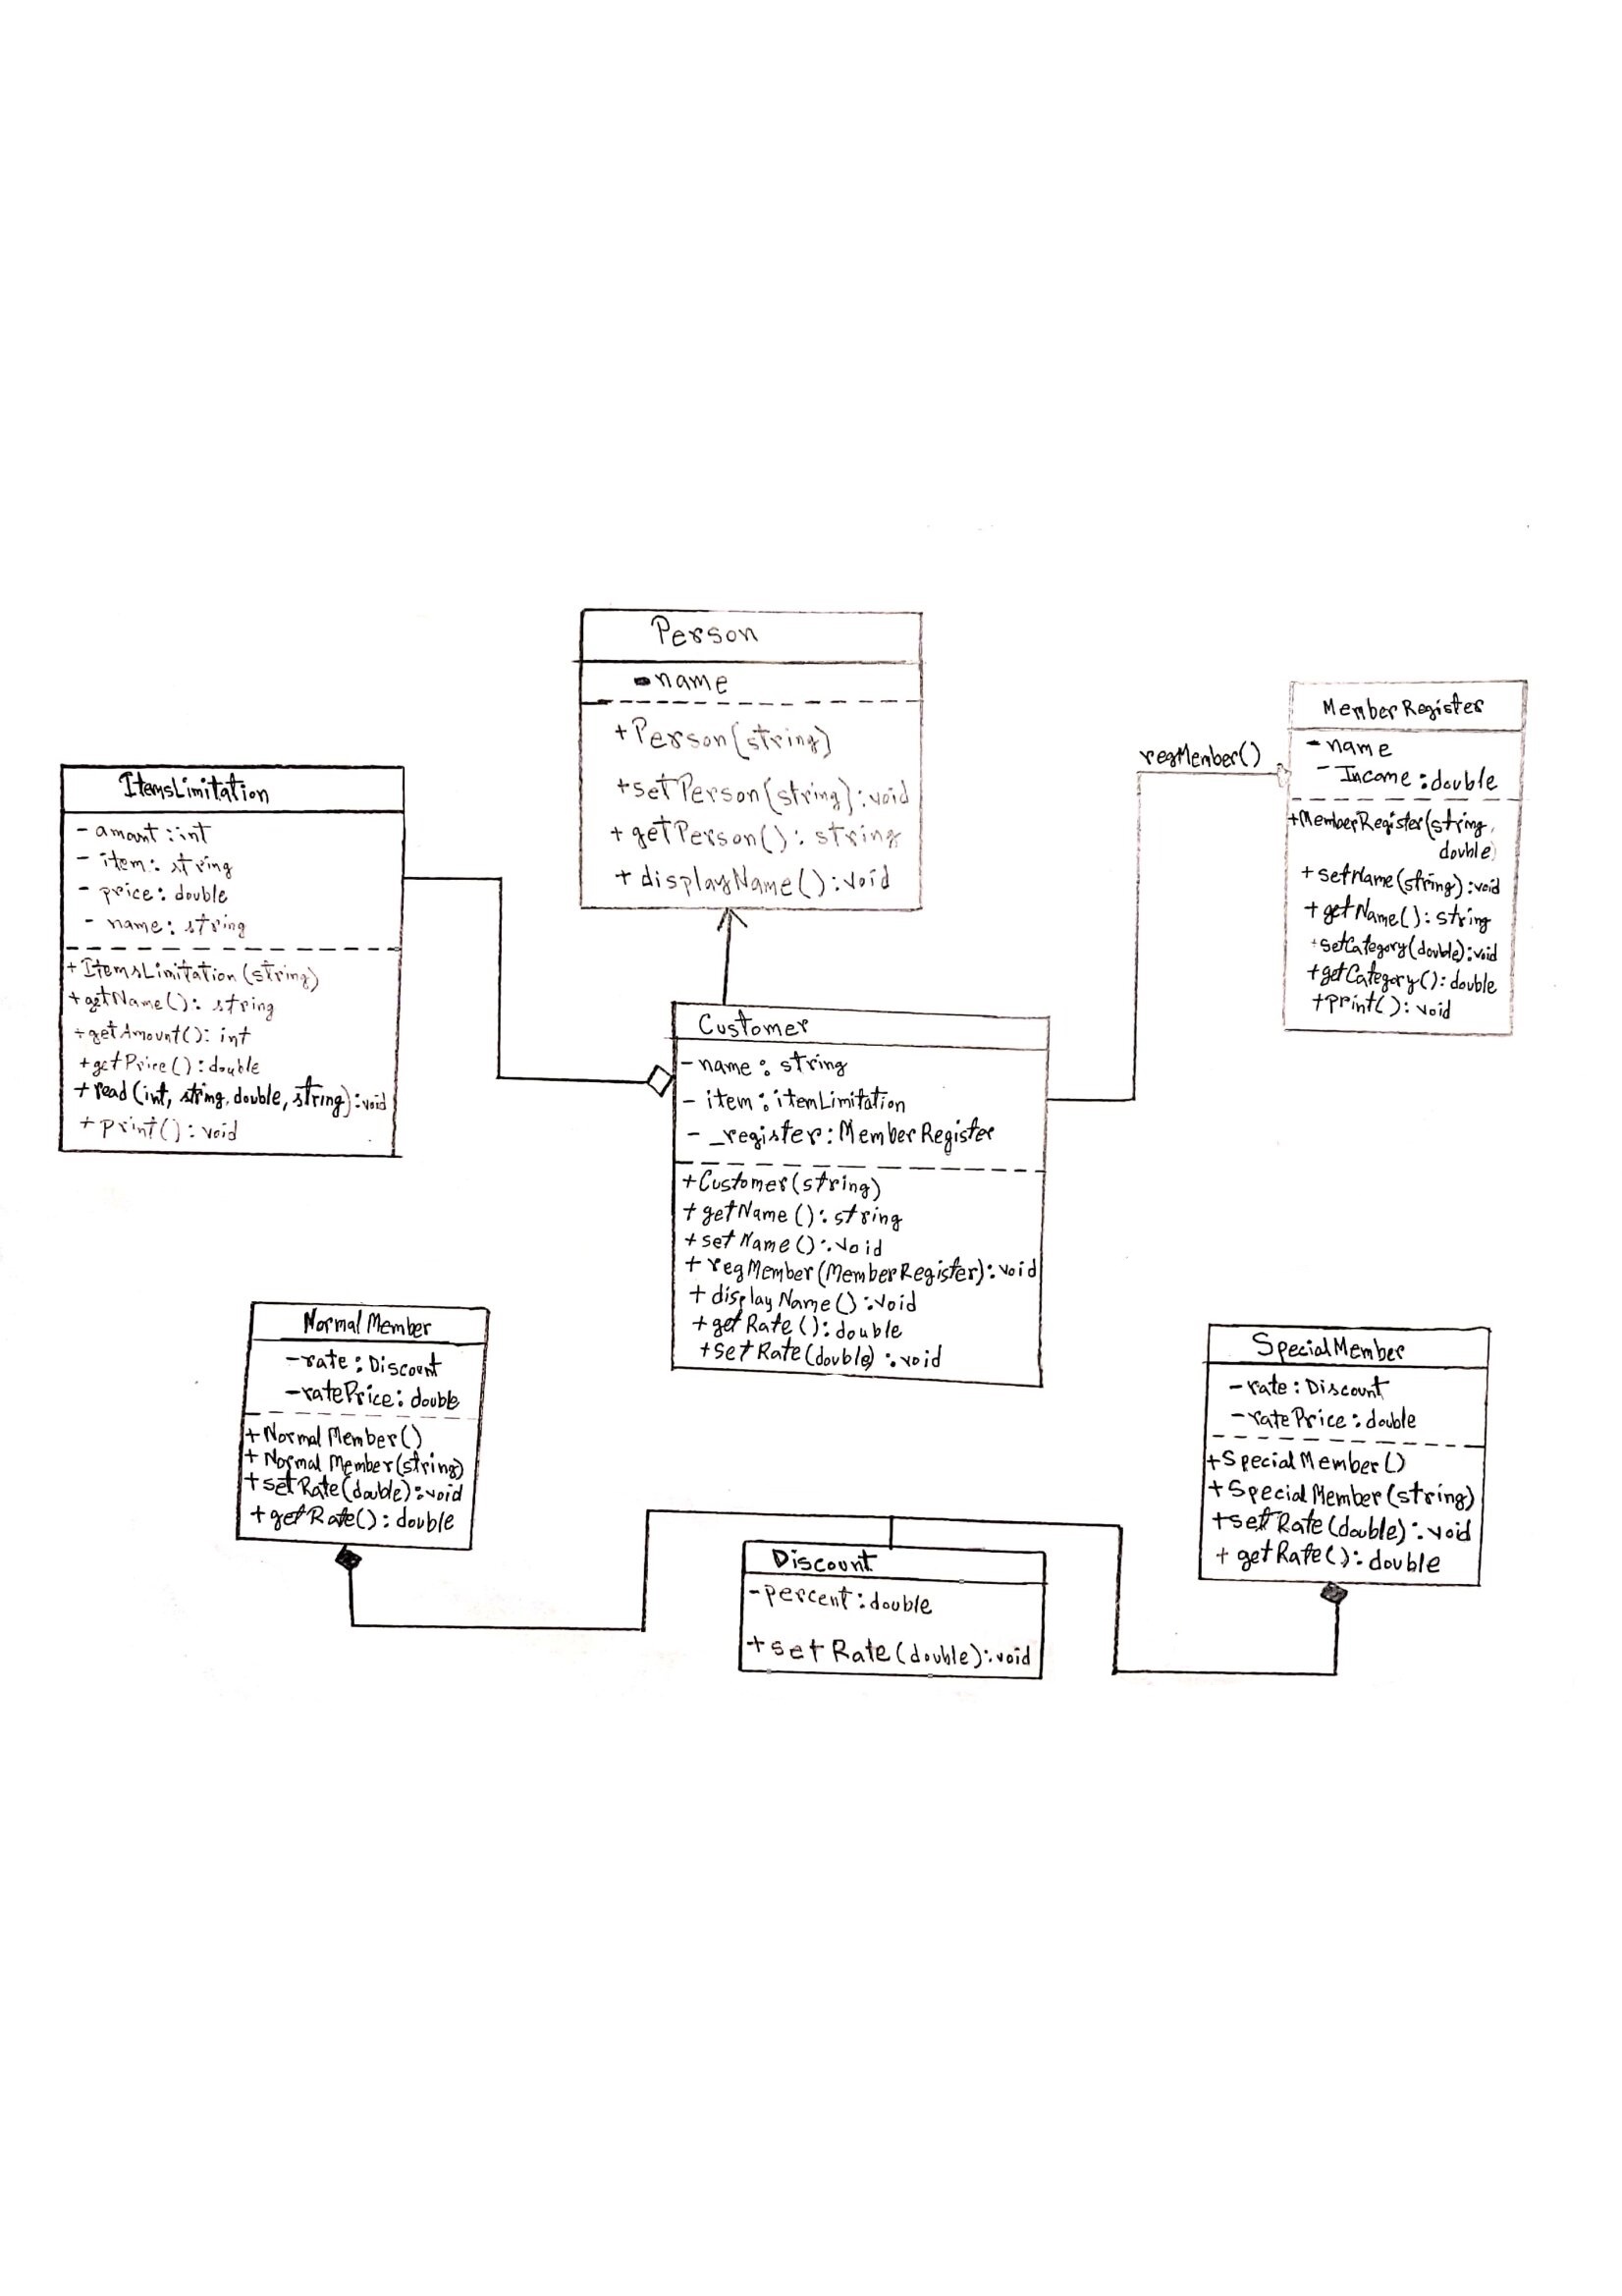 Person
-name
+Person(string)
+setPerson(string):void
+getPerson(): string
+displayName():void
MemberRegister
-name
-Income:double
+MemberRegister(string,
double)
+setName(string):void
+getName(): string
+setCategory(double):void
+getCategory(): double
+print(): void
regMember()
ItemsLimitation
- amount :int
- item: string
- price: double
- name: string
+ItemsLimitation(string)
+getName(): string
+getAmount(): int
+getPrice():double
+read(int, string, double, string):void
+print(): void
Customer
-name: string
- item:itemLimitation
- _register:MemberRegister
+Customer(string)
+getName():string
+set Name():void
+regMember(MemberRegister):void
+displayName():void
+getRate(): double
+setRate(double):void
NormalMember
-rate: Discount
-ratePrice: double
+NormalMember()
+NormalMember(string)
+setRate(double):void
+getRate(): double
SpecialMember
-rate: Discount
-ratePrice: double
+SpecialMember()
+SpecialMember(string)
+setRate(double):void
+getRate(): double
Discount
-percent:double
+setRate(double):void